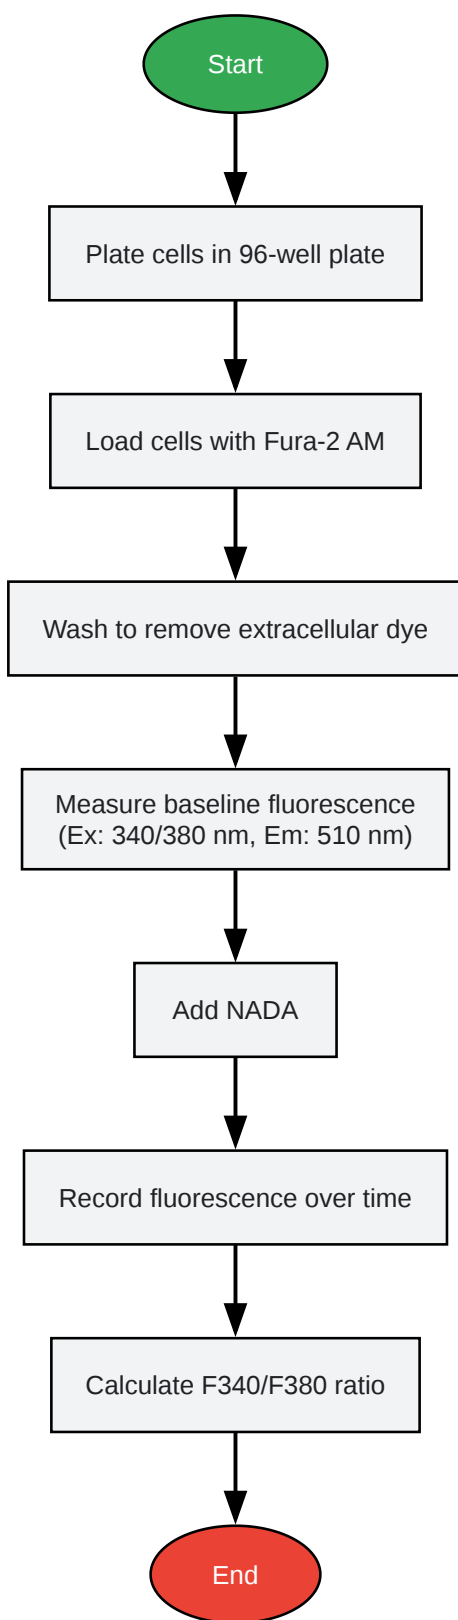 Start
Plate cells in 96-well plate
Load cells with Fura-2 AM
Wash to remove extracellular dye
Measure baseline fluorescence
(Ex: 340/380 nm, Em: 510 nm)
Add NADA
Record fluorescence over time
Calculate F340/F380 ratio
End